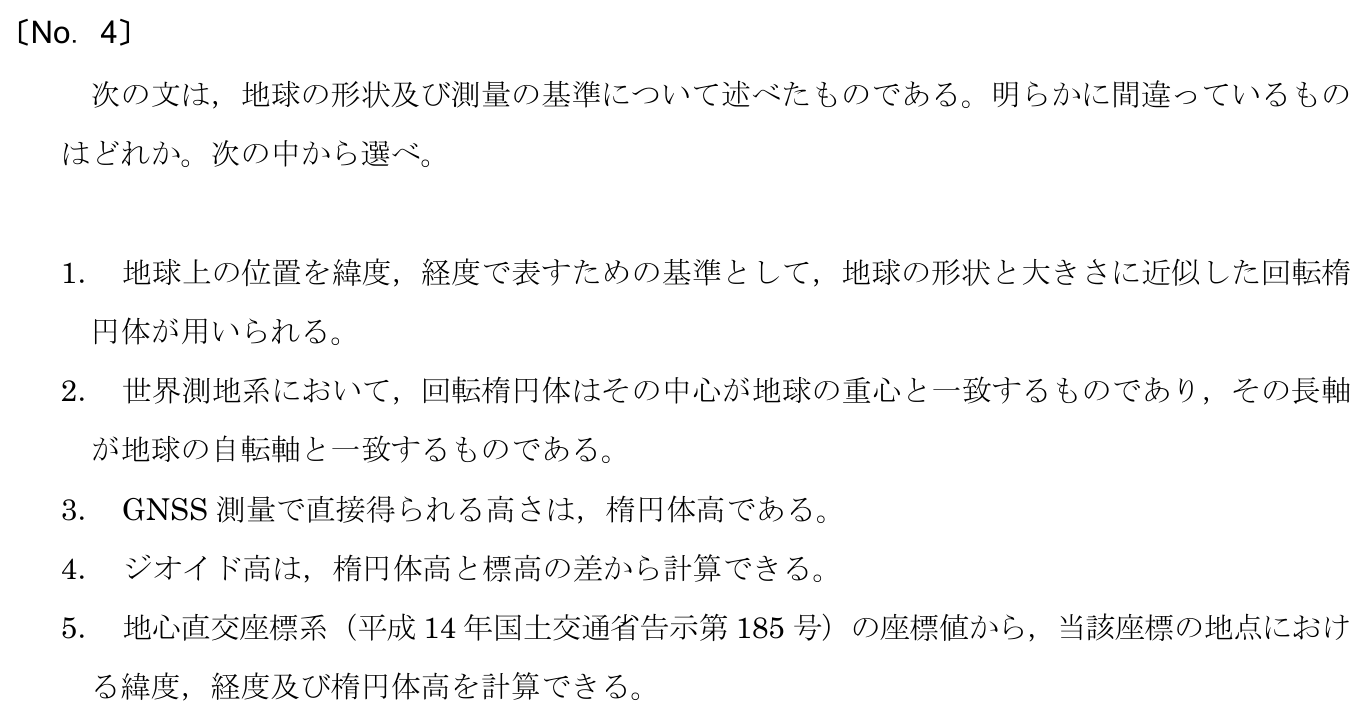 〔No. 4〕
次の文は，地球の形状及び測量の基準について述べたものである。明らかに間違っているもの
はどれか。次の中から選べ。
1. 地球上の位置を緯度，経度で表すための基準として，地球の形状と大きさに近似した回転楕
円体が用いられる。
2. 世界測地系において，回転楕円体はその中心が地球の重心と一致するものであり，その長軸
が地球の自転軸と一致するものである。
3. GNSS 測量で直接得られる高さは，楕円体高である。
4. ジオイド高は，楕円体高と標高の差から計算できる。
5. 地心直交座標系（平成 14 年国土交通省告示第 185 号）の座標値から，当該座標の地点におけ
る緯度，経度及び楕円体高を計算できる。